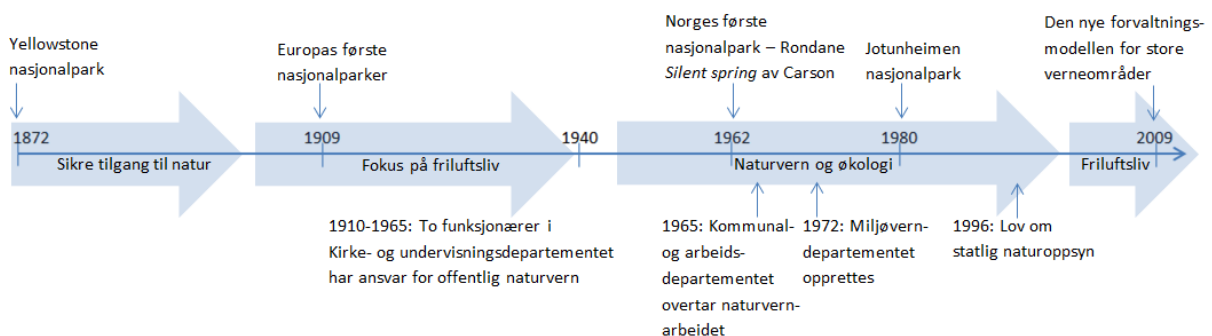 Yellowstone
nasjonalpark
Europas første
nasjonalparker
Norges første
nasjonalpark – Rondane
Silent spring av Carson
Jotunheimen
nasjonalpark
Den nye forvaltnings-
modellen for store
verneområder
1872
1909
1940
1962
1980
2009
Sikre tilgang til natur
Fokus på friluftsliv
Naturvern og økologi
Friluftsliv
1910-1965: To funksjonærer i
Kirke- og undervisningsdepartementet
har ansvar for offentlig naturvern
1965: Kommunal-
og arbeids-
departementet
overtar naturvern-
arbeidet
1972: Miljøvern-
departementet
opprettes
1996: Lov om
statlig naturoppsyn